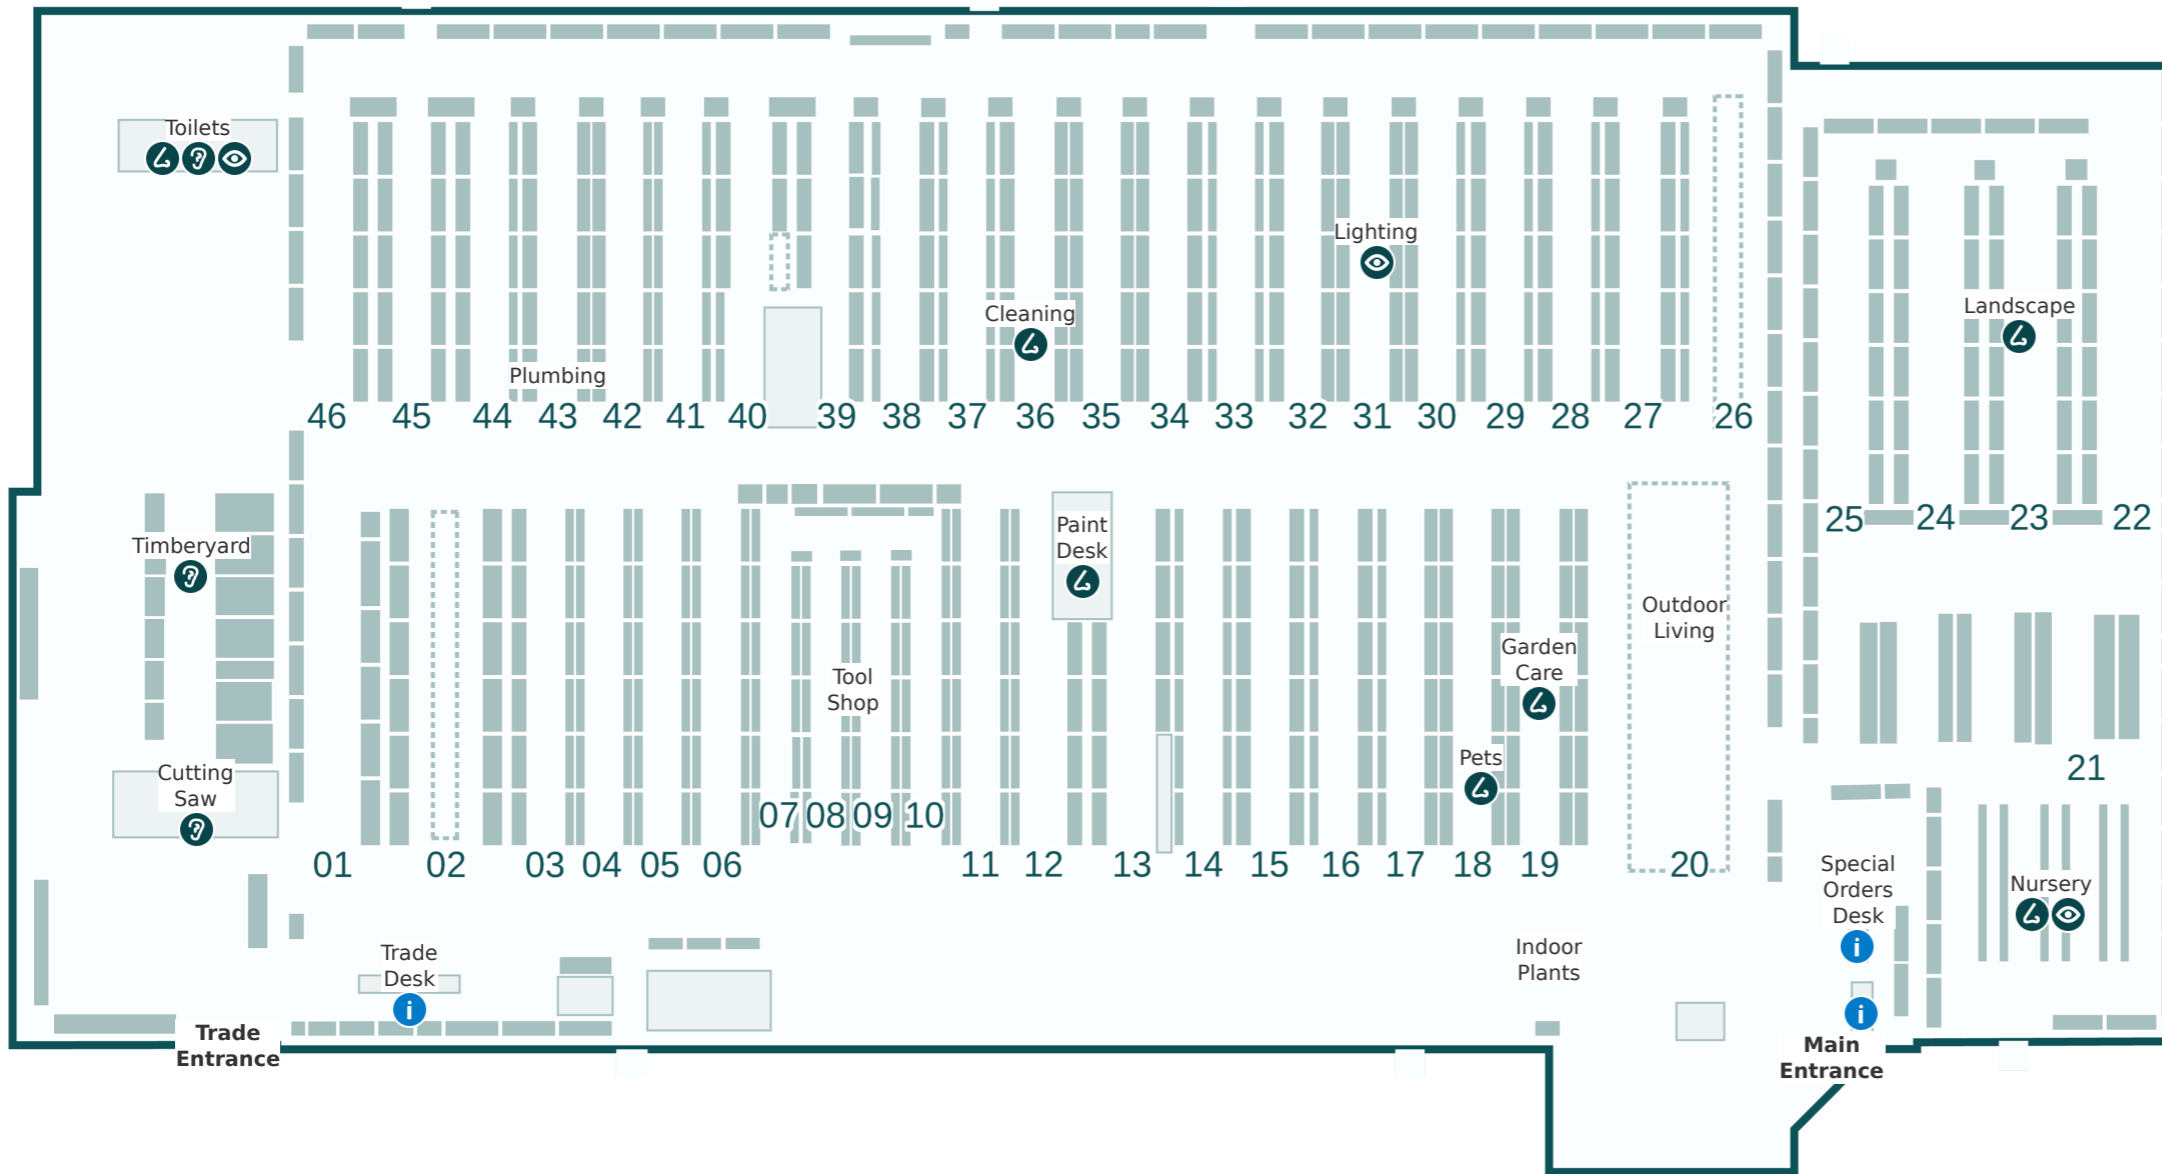 Toilets
Lighting
Cleaning
Landscape
Plumbing
46 45 44 43 42 41 40 39 38 37 36 35 34 33 32 31 30 29 28 27 26
25 24 23 22
Timberyard
Paint
Desk
Outdoor
Living
Garden
Care
Tool
Shop
Pets
Cutting
Saw
21
07 08 09 10
01 02 03 04 05 06 11 12 13 14 15 16 17 18 19 20
Special
Orders
Desk
Nursery
Trade
Desk
Indoor
Plants
i
i
i
Trade
Entrance
Main
Entrance